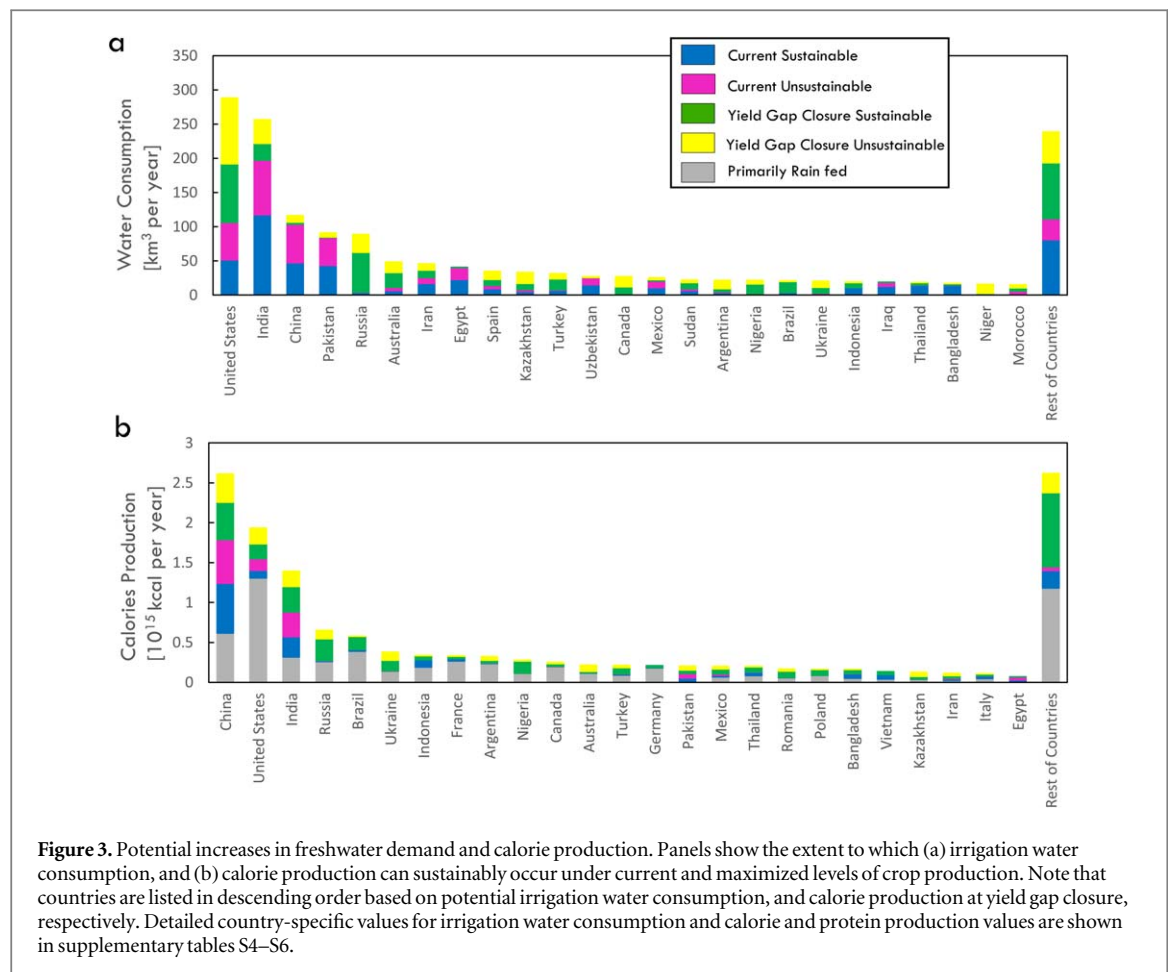 a
350
300
250
200
150
100
50
0
Water Consumption
[km³ per year]
Current Sustainable
Current Unsustainable
Yield Gap Closure Sustainable
Yield Gap Closure Unsustainable
Primarily Rain fed
United States
India
China
Pakistan
Russia
Australia
Iran
Egypt
Spain
Kazakhstan
Turkey
Uzbekistan
Canada
Mexico
Sudan
Argentina
Nigeria
Brazil
Ukraine
Indonesia
Iraq
Thailand
Bangladesh
Niger
Morocco
Rest of Countries
b
3
2.5
2
1.5
1
0.5
0
Calories Production
[10¹⁵ kcal per year]
China
United States
India
Russia
Brazil
Ukraine
Indonesia
France
Argentina
Nigeria
Canada
Australia
Turkey
Germany
Pakistan
Mexico
Thailand
Romania
Poland
Bangladesh
Vietnam
Kazakhstan
Iran
Italy
Egypt
Rest of Countries
Figure 3. Potential increases in freshwater demand and calorie production. Panels show the extent to which (a) irrigation water
consumption, and (b) calorie production can sustainably occur under current and maximized levels of crop production. Note that
countries are listed in descending order based on potential irrigation water consumption, and calorie production at yield gap closure,
respectively. Detailed country-specific values for irrigation water consumption and calorie and protein production values are shown
in supplementary tables S4–S6.